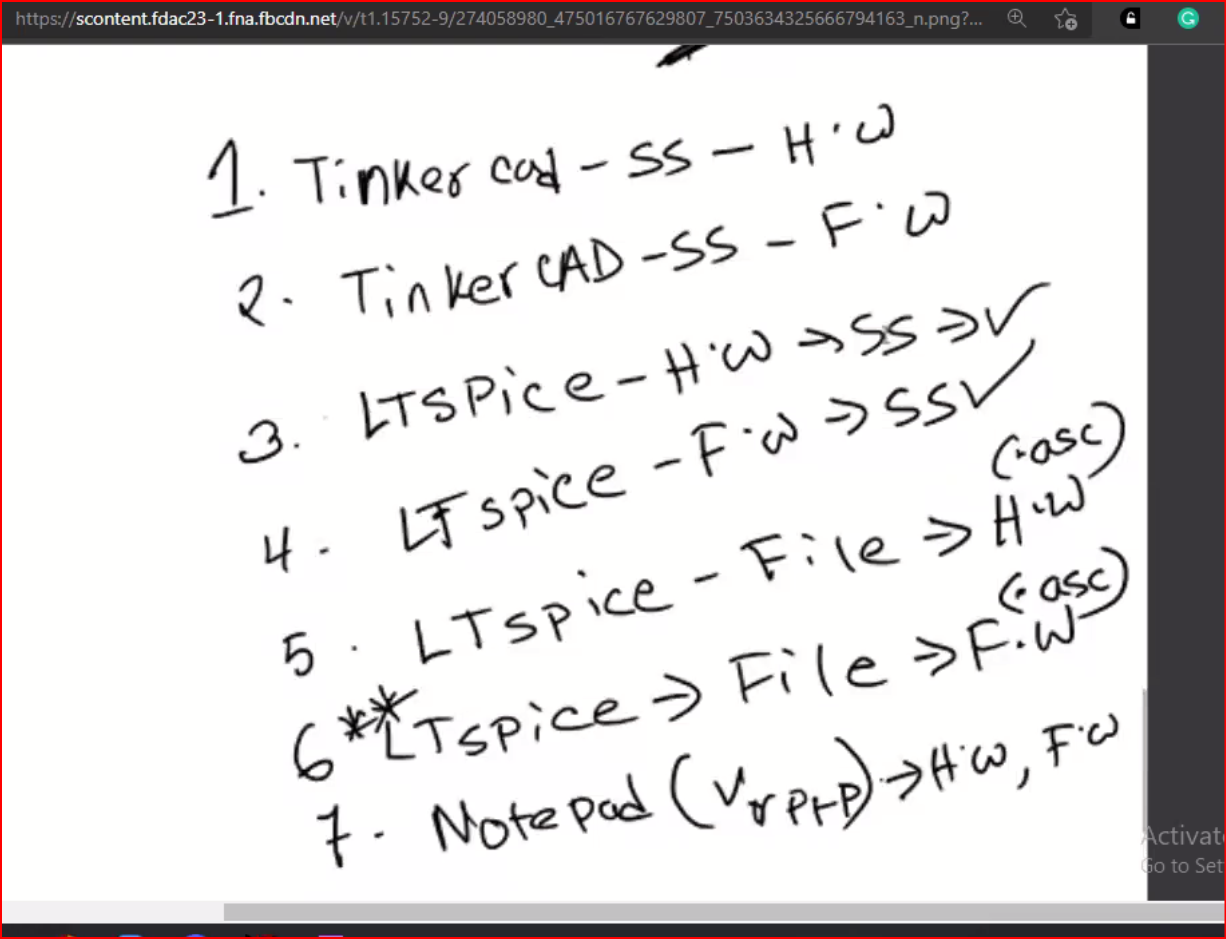 https://scontent.fdac23-1.fna.fbcdn.net/v/t1.15752-9/274058980_475016767629807_7503634325666794163_n.png?...
1. Tinker cad - SS - H.W
2. Tinker CAD - SS - F.W
3. LTSPice - H.W ⇒ SS ⇒ ✓
4. LTspice - F.W ⇒ SS ✓
(.asc)
5. LTspice - File ⇒ H.W
(.asc)
6 ** LTspice ⇒ File ⇒ F.W
7. Notepad (Vr Pt-P) → H.W, F.W
Activat
Go to Set